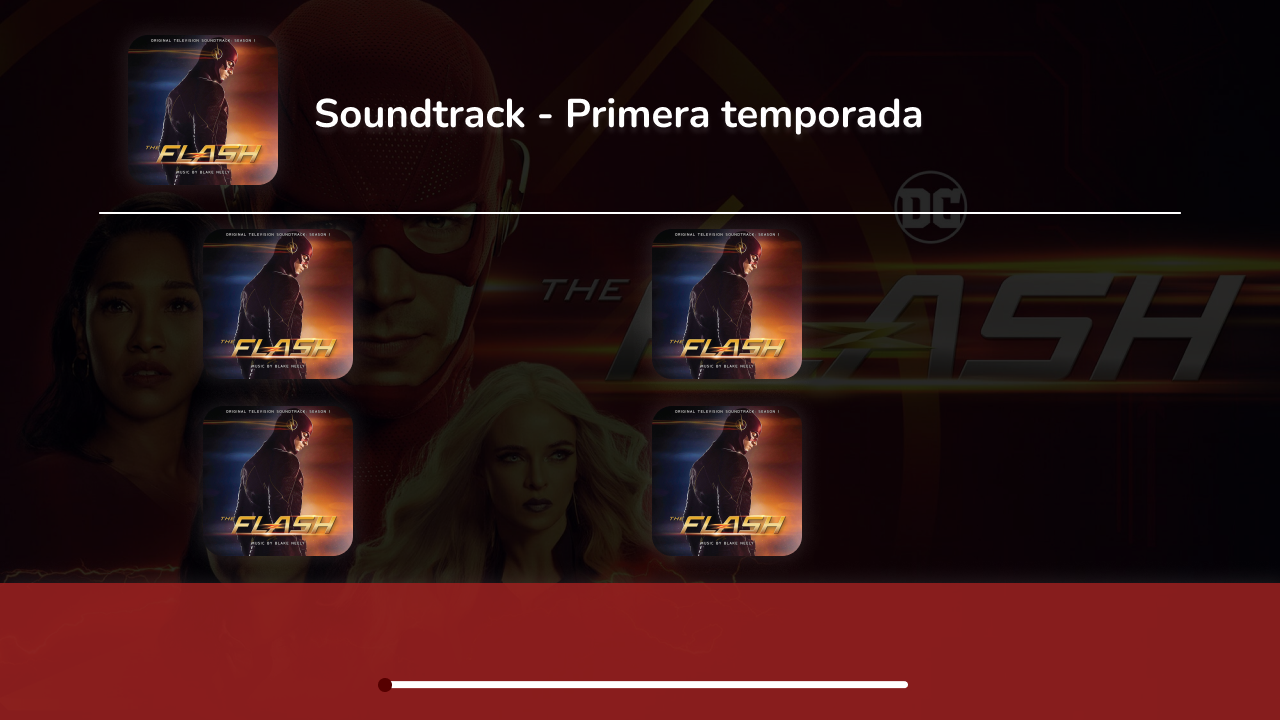 ORIGINAL TELEVISION SOUNDTRACK SEASON 1
THE FLASH
MUSIC BY BLAKE NEELY
Soundtrack - Primera temporada
DC
THE FLASH
ORIGINAL TELEVISION SOUNDTRACK SEASON 1
THE FLASH
MUSIC BY BLAKE NEELY
ORIGINAL TELEVISION SOUNDTRACK SEASON 1
THE FLASH
MUSIC BY BLAKE NEELY
ORIGINAL TELEVISION SOUNDTRACK SEASON 1
THE FLASH
MUSIC BY BLAKE NEELY
ORIGINAL TELEVISION SOUNDTRACK SEASON 1
THE FLASH
MUSIC BY BLAKE NEELY